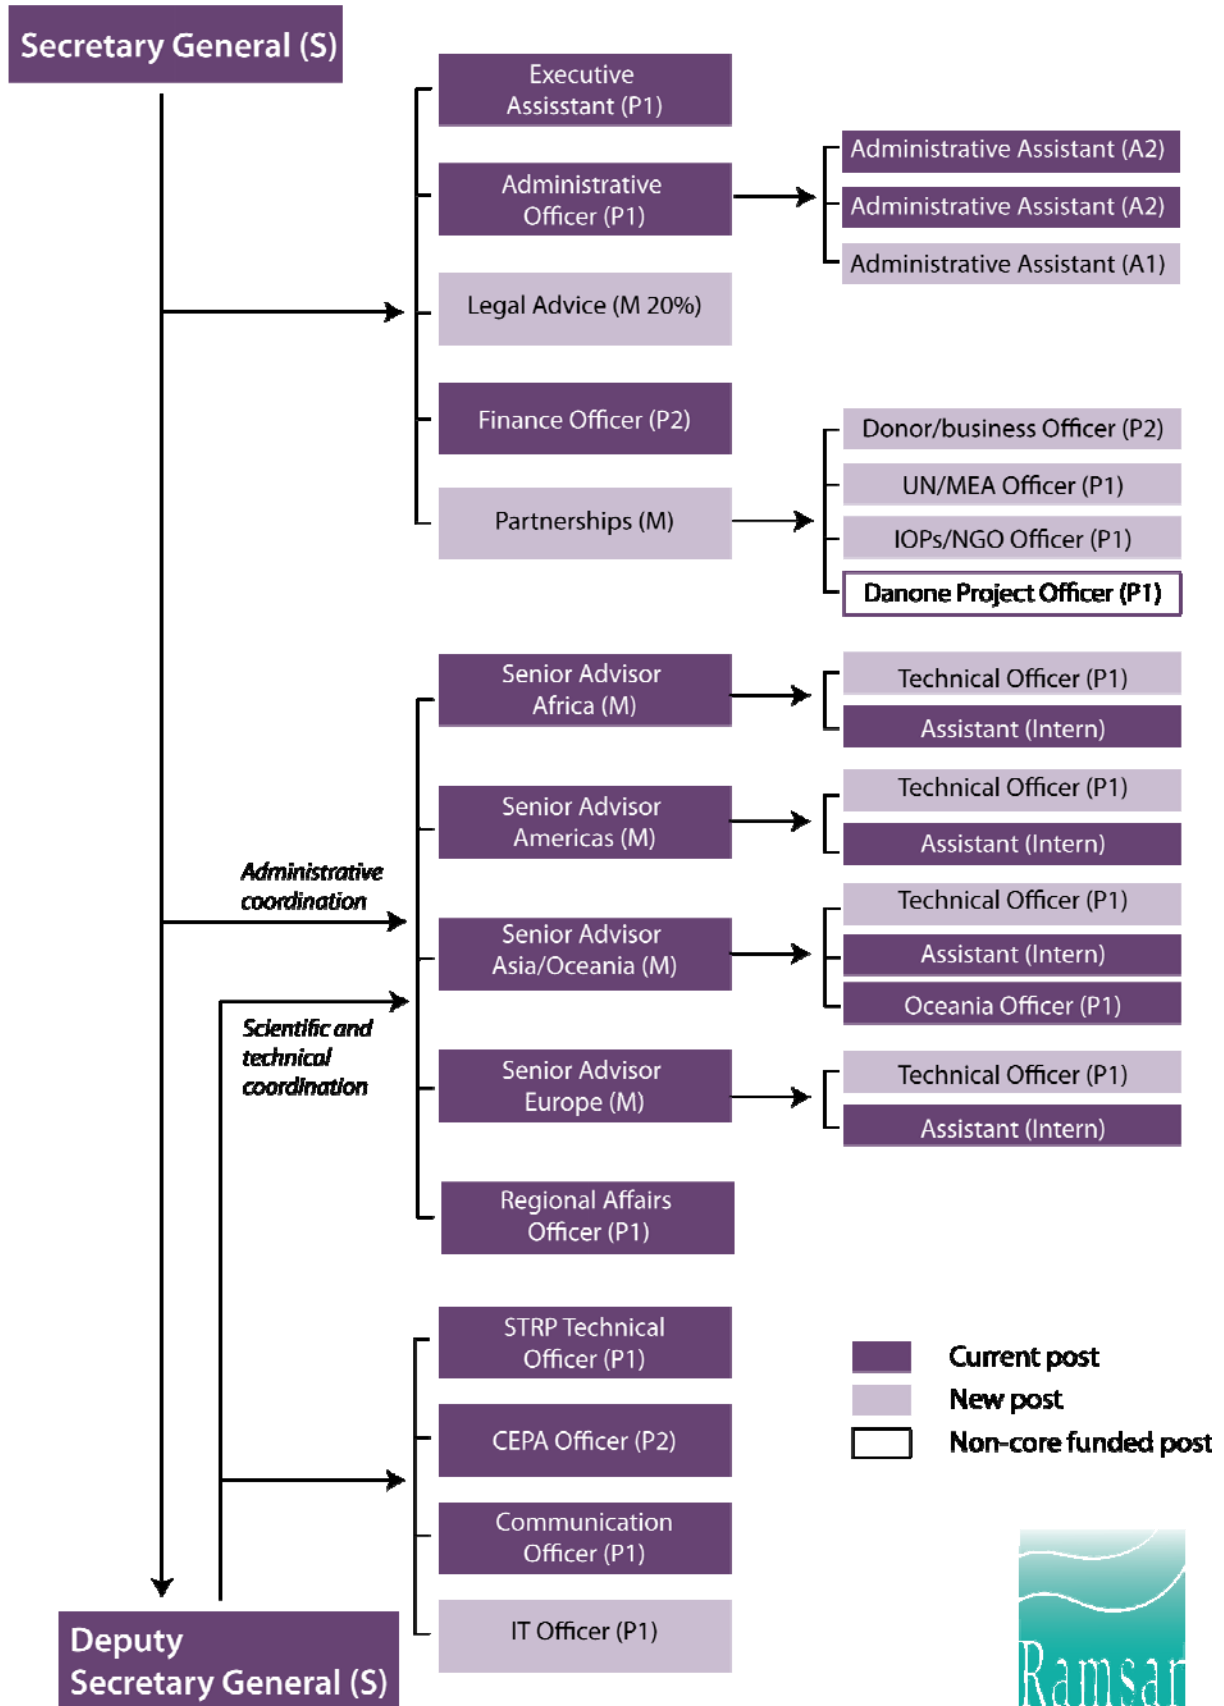 Secretary General (S)
Executive
Assisstant (P1)
Administrative
Officer (P1)
Administrative Assistant (A2)
Administrative Assistant (A2)
Administrative Assistant (A1)
Legal Advice (M 20%)
Finance Officer (P2)
Partnerships (M)
Donor/business Officer (P2)
UN/MEA Officer (P1)
IOPs/NGO Officer (P1)
Danone Project Officer (P1)
Administrative
coordination
Scientific and
technical
coordination
Senior Advisor
Africa (M)
Technical Officer (P1)
Assistant (Intern)
Senior Advisor
Americas (M)
Technical Officer (P1)
Assistant (Intern)
Senior Advisor
Asia/Oceania (M)
Technical Officer (P1)
Assistant (Intern)
Oceania Officer (P1)
Senior Advisor
Europe (M)
Technical Officer (P1)
Assistant (Intern)
Regional Affairs
Officer (P1)
STRP Technical
Officer (P1)
CEPA Officer (P2)
Communication
Officer (P1)
IT Officer (P1)
Deputy
Secretary General (S)
Current post
New post
Non-core funded post
Ramsar